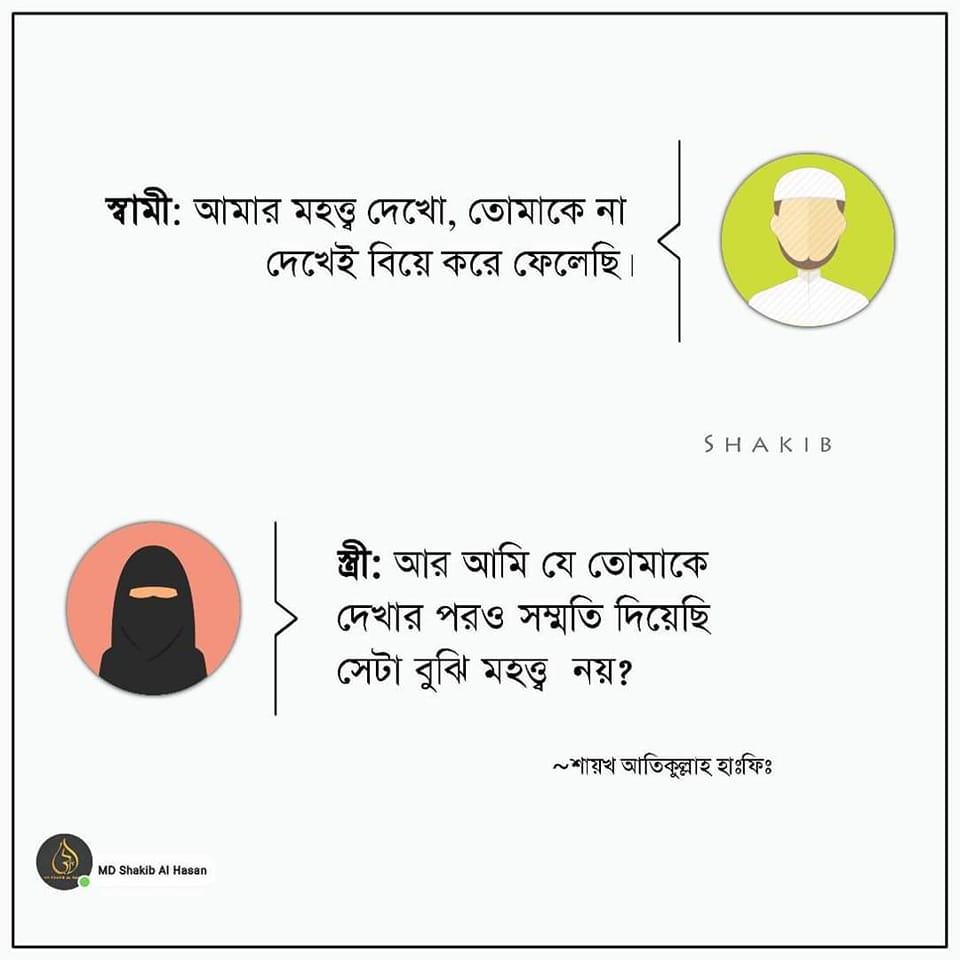 স্বামী: আমার মহত্ত্ব দেখো, তোমাকে না
দেখেই বিয়ে করে ফেলেছি।
SHAKIB
স্ত্রী: আর আমি যে তোমাকে
দেখার পরও সম্মতি দিয়েছি
সেটা বুঝি মহত্ত্ব নয়?
~শায়খ আতিকুল্লাহ হাঃফিঃ
MD Shakib Al Hasan